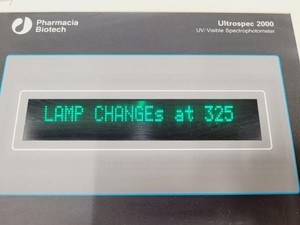 Pharmacia
Biotech
Ultrospec 2000
UV/Visible Spectrophotometer
LAMP CHANGEs at 325